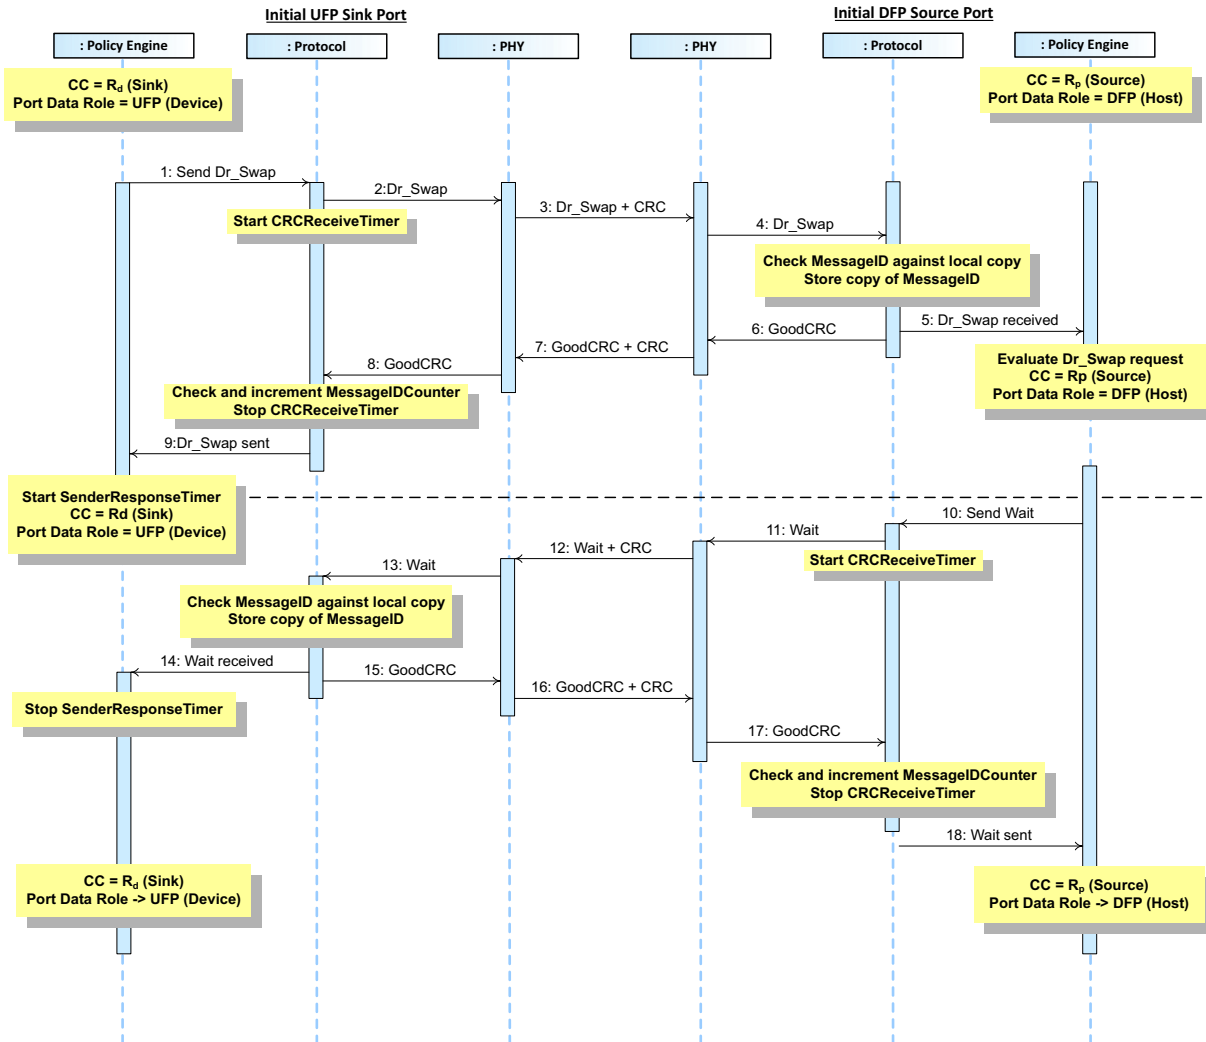 Initial UFP Sink Port
Initial DFP Source Port
: Policy Engine
: Protocol
: PHY
: PHY
: Protocol
: Policy Engine
CC = Rd (Sink)
Port Data Role = UFP (Device)
CC = Rp (Source)
Port Data Role = DFP (Host)
1: Send Dr_Swap
2:Dr_Swap
Start CRCReceiveTimer
3: Dr_Swap + CRC
4: Dr_Swap
Check MessageID against local copy
Store copy of MessageID
5: Dr_Swap received
6: GoodCRC
7: GoodCRC + CRC
8: GoodCRC
Evaluate Dr_Swap request
CC = Rp (Source)
Port Data Role = DFP (Host)
Check and increment MessageIDCounter
Stop CRCReceiveTimer
9:Dr_Swap sent
Start SenderResponseTimer
CC = Rd (Sink)
Port Data Role = UFP (Device)
10: Send Wait
11: Wait
Start CRCReceiveTimer
12: Wait + CRC
13: Wait
Check MessageID against local copy
Store copy of MessageID
14: Wait received
15: GoodCRC
16: GoodCRC + CRC
Stop SenderResponseTimer
17: GoodCRC
Check and increment MessageIDCounter
Stop CRCReceiveTimer
18: Wait sent
CC = Rd (Sink)
Port Data Role -> UFP (Device)
CC = Rp (Source)
Port Data Role -> DFP (Host)